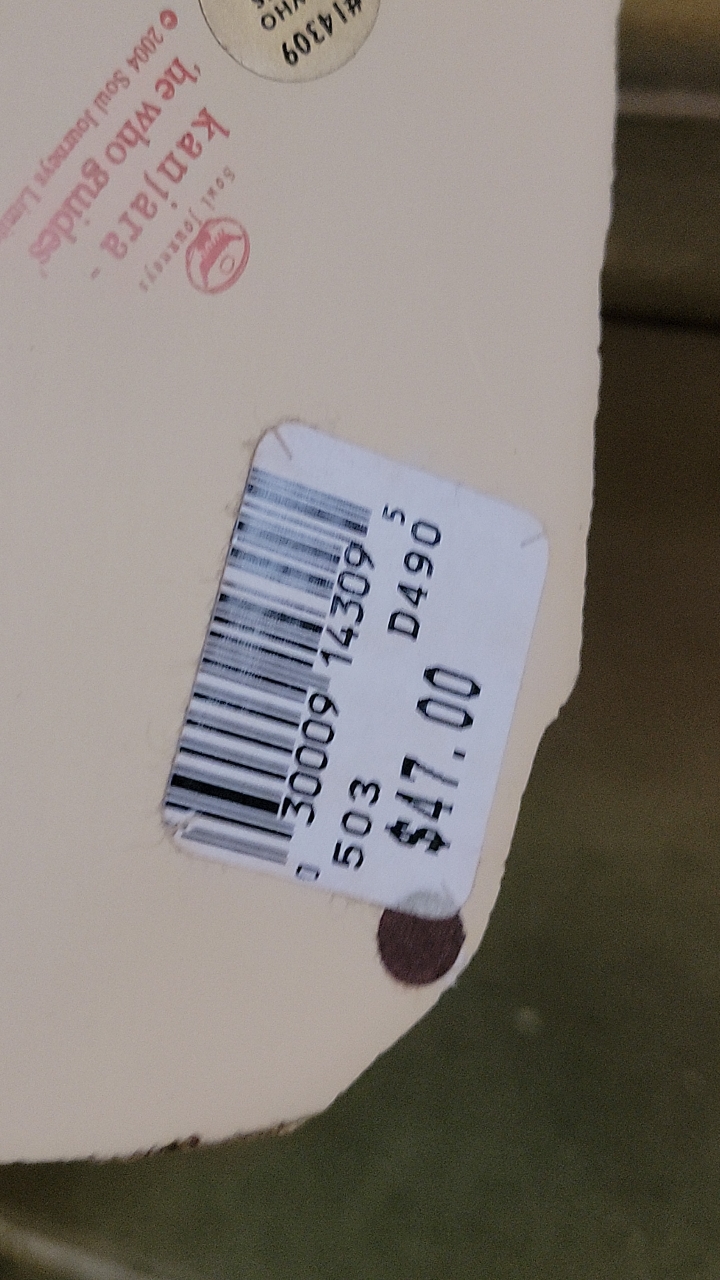 #14309
Soul Journeys
kanjara -
'he who guides'
© 2004 Soul Journeys
0 30009 14309 5
503 D490
$47.00